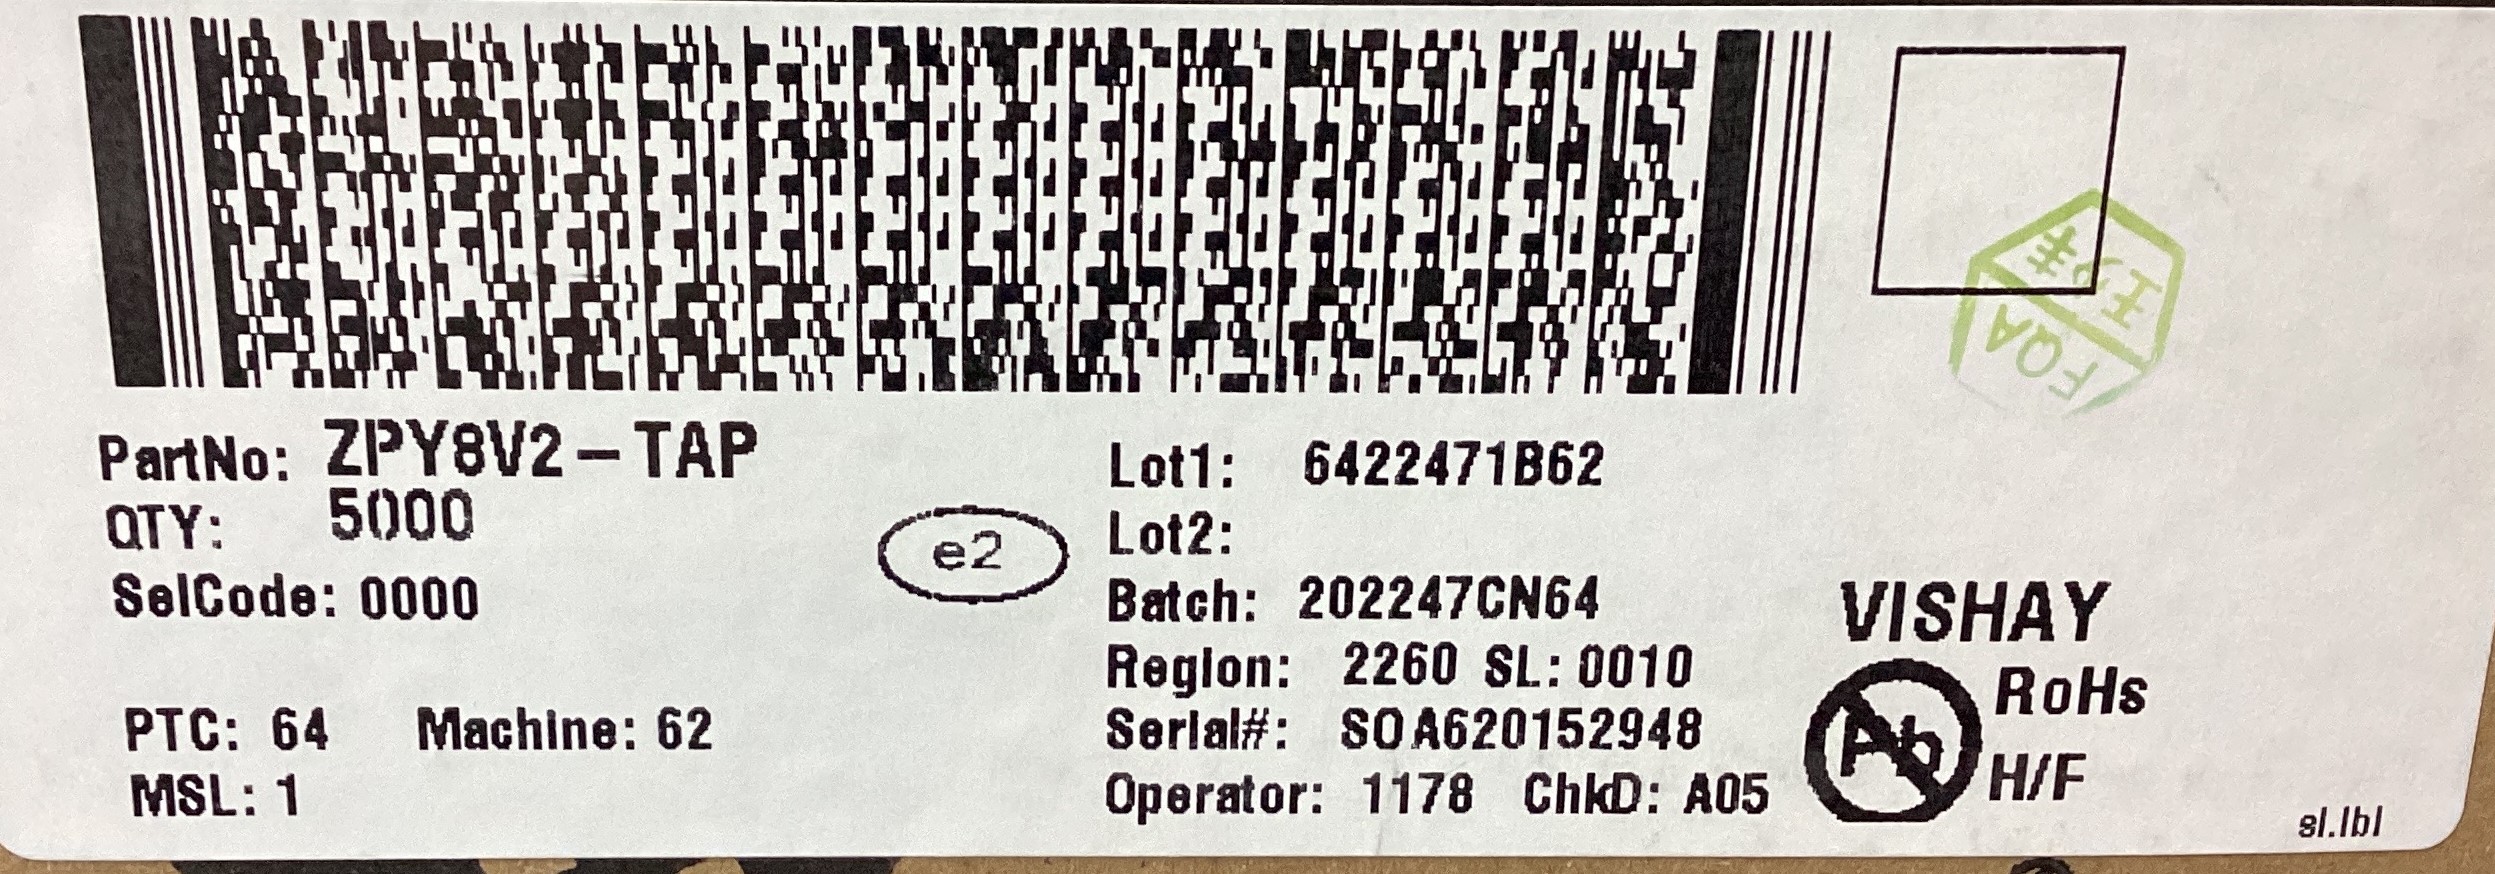 PartNo: ZPY8V2-TAP
QTY: 5000
SelCode: 0000
PTC: 64 Machine: 62
MSL: 1
e2
Lot1: 6422471B62
Lot2:
Batch: 202247CN64
Region: 2260 SL: 0010
Serial#: SOA620152948
Operator: 1178 ChkD: A05
VISHAY
Pb
RoHs
H/F
sl.lbl
FQA